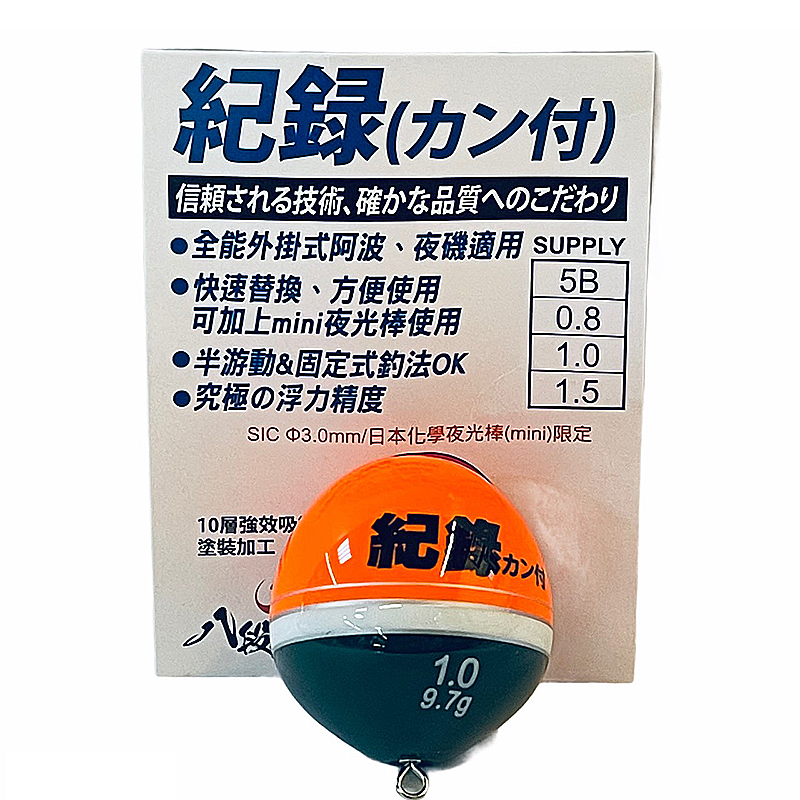 紀録(カン付)
信頼される技術、確かな品質へのこだわり
●全能外掛式阿波、夜磯適用
●快速替換、方便使用
可加上mini夜光棒使用
●半游動&固定式釣法OK
●究極の浮力精度
SUPPLY
5B
0.8
1.0
1.5
SIC Φ3.0mm/日本化學夜光棒(mini)限定
10層強效吸
塗裝加工
八段
紀錄カン付
1.0
9.7g